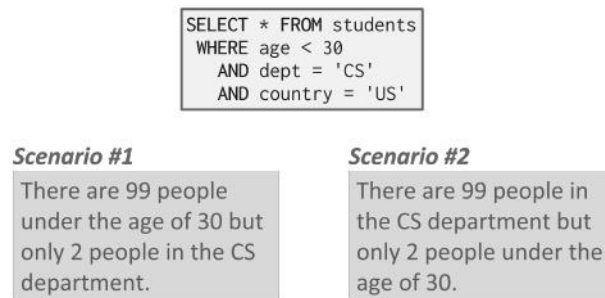 SELECT * FROM students
WHERE age < 30
AND dept = 'CS'
AND country = 'US'
Scenario #1
There are 99 people
under the age of 30 but
only 2 people in the CS
department.
Scenario #2
There are 99 people in
the CS department but
only 2 people under the
age of 30.